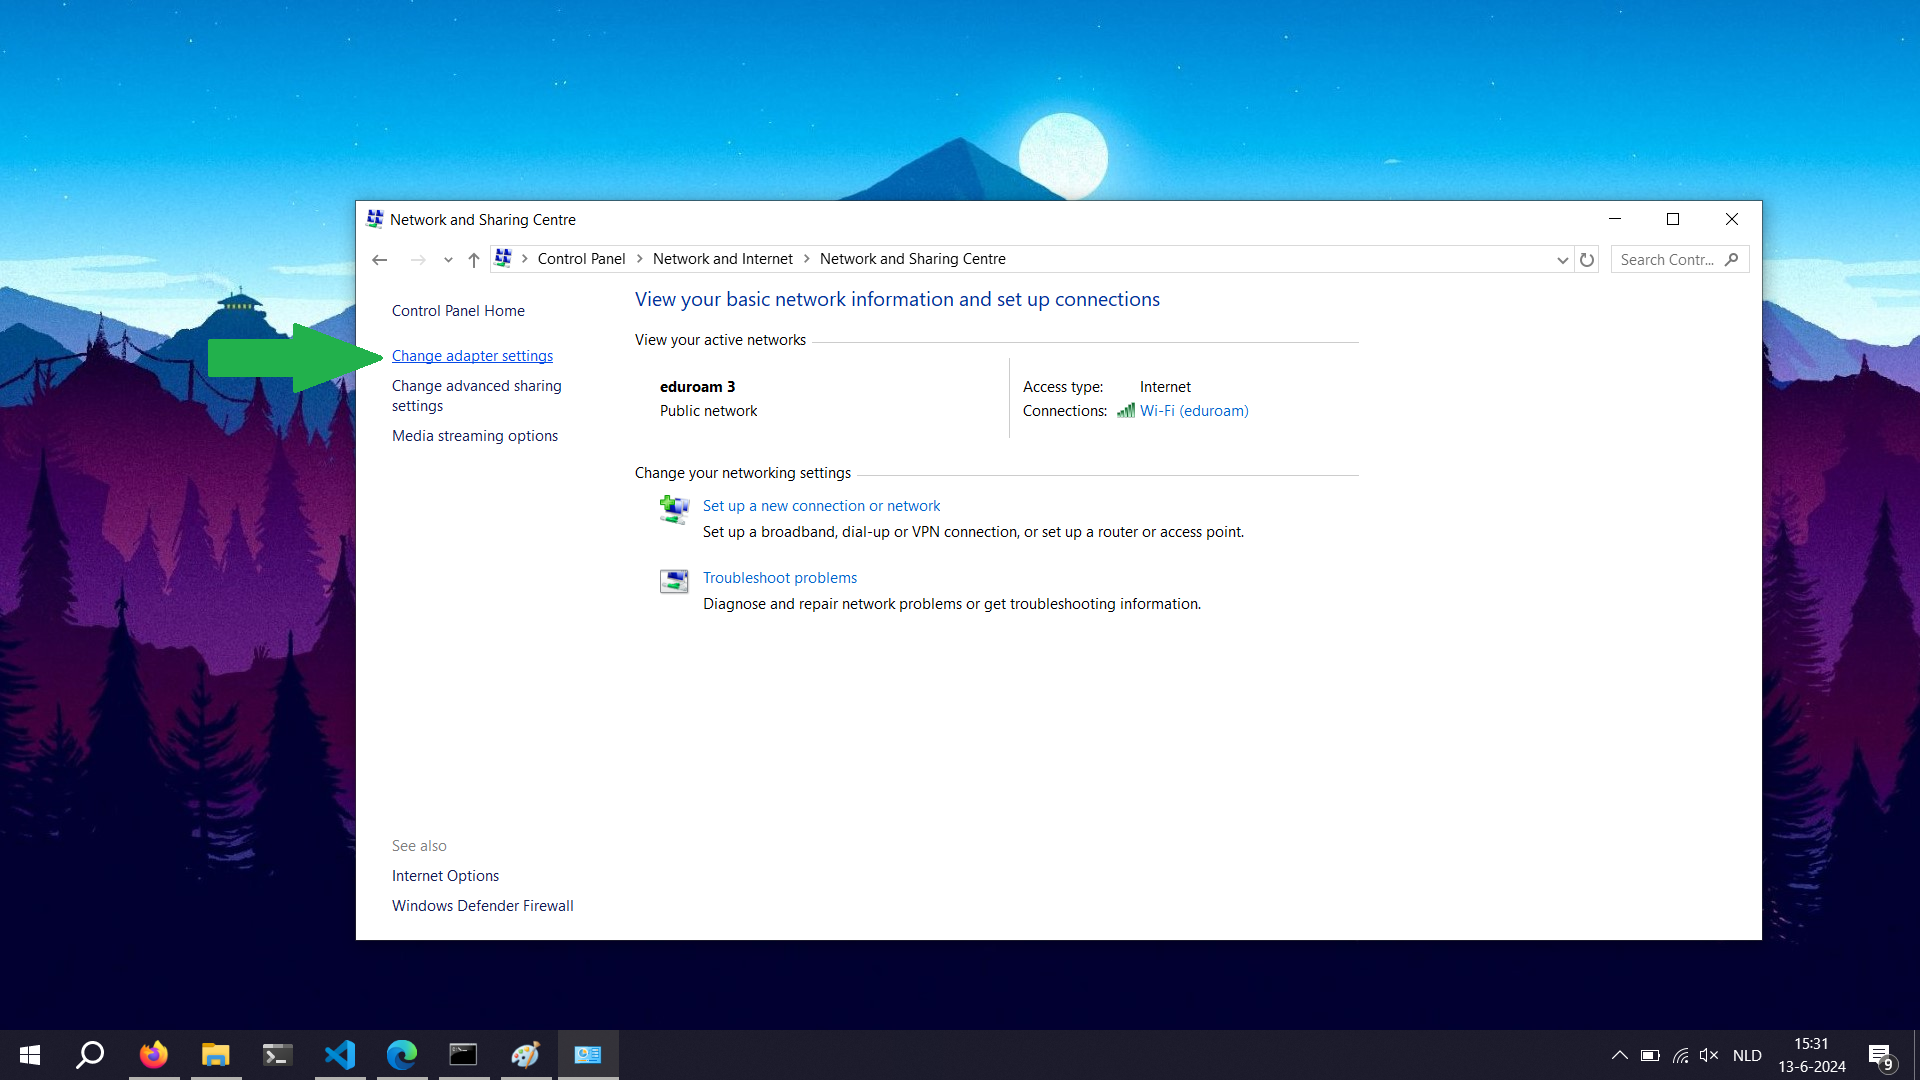 Network and Sharing Centre
Control Panel Network and Internet Network and Sharing Centre
Search Contr...
Control Panel Home
Change adapter settings
Change advanced sharing
settings
Media streaming options
View your basic network information and set up connections
View your active networks
eduroam 3
Public network
Access type: Internet
Connections: Wi-Fi (eduroam)
Change your networking settings
Set up a new connection or network
Set up a broadband, dial-up or VPN connection, or set up a router or access point.
Troubleshoot problems
Diagnose and repair network problems or get troubleshooting information.
See also
Internet Options
Windows Defender Firewall
NLD
15:31
13-6-2024
9